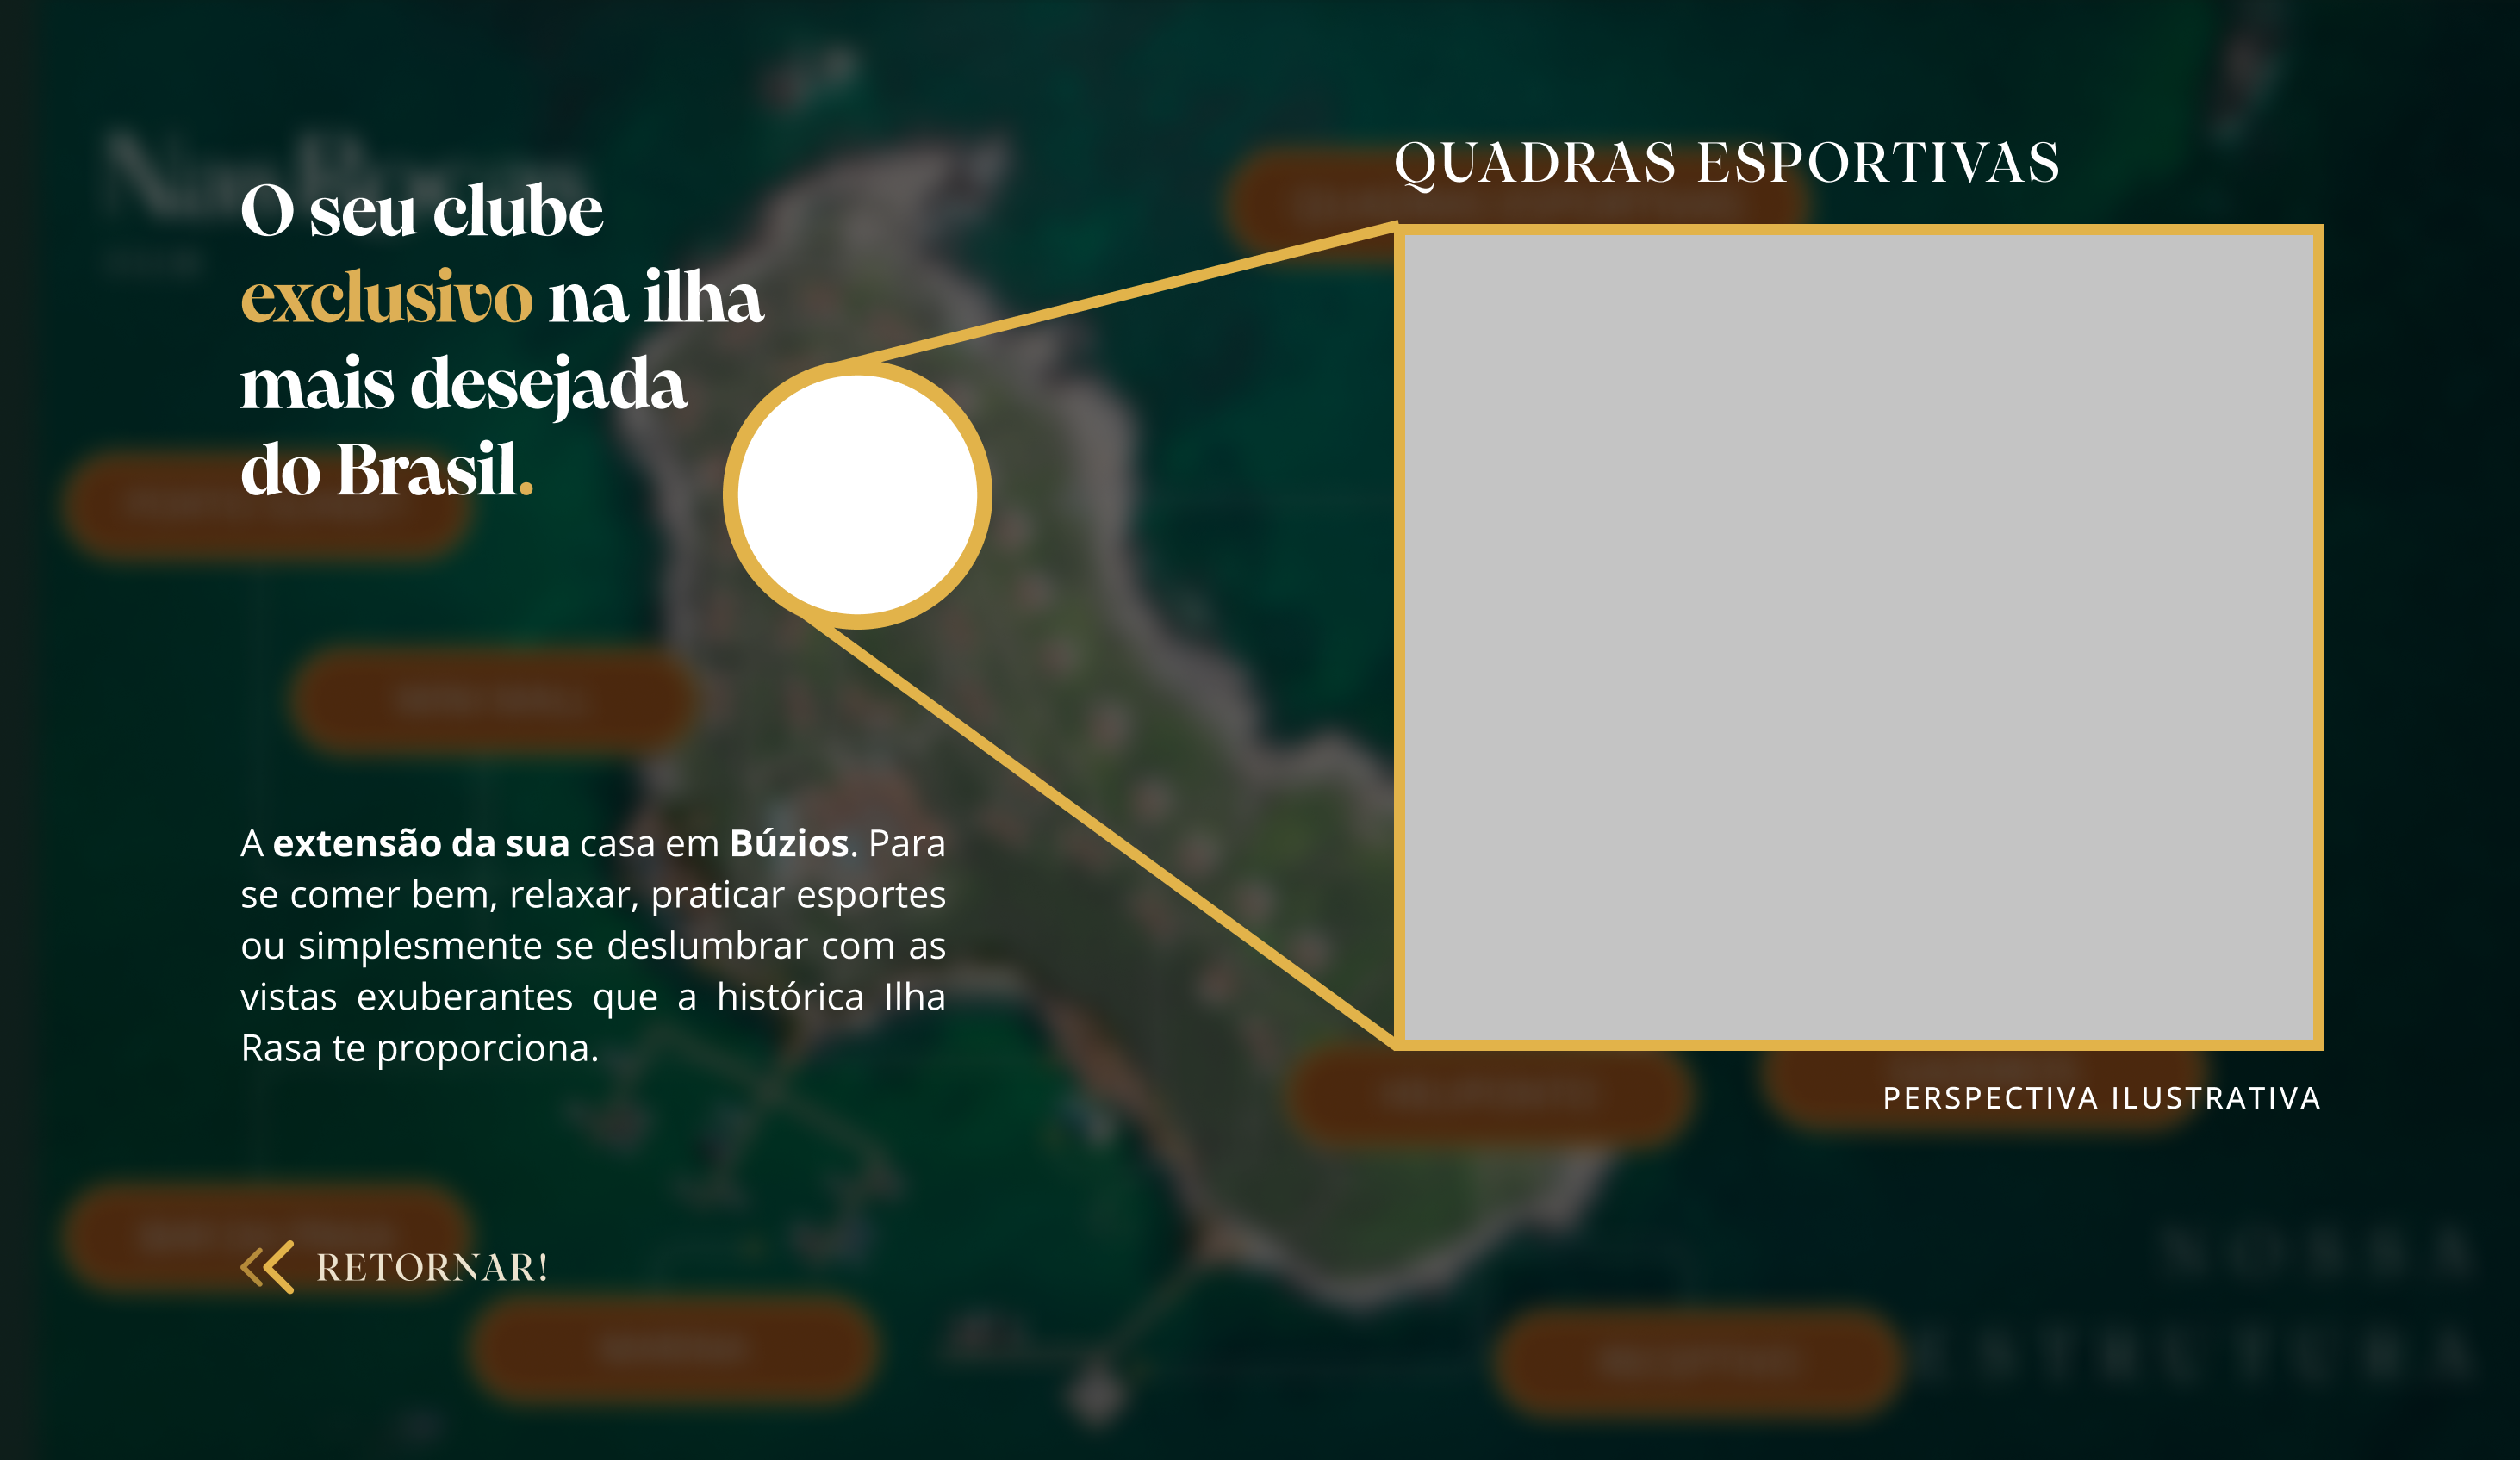 O seu clube
exclusivo na ilha
mais desejada
do Brasil.
A extensão da sua casa em Búzios. Para
se comer bem, relaxar, praticar esportes
ou simplesmente se deslumbrar com as
vistas exuberantes que a histórica Ilha
Rasa te proporciona.
RETORNAR!
QUADRAS ESPORTIVAS
PERSPECTIVA ILUSTRATIVA
NOSSA
ESTRUTURA